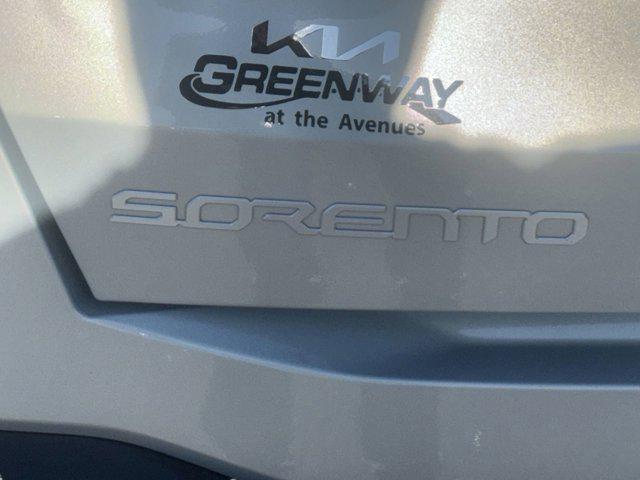 KIA
GREENWAY
at the Avenues
SORENTO